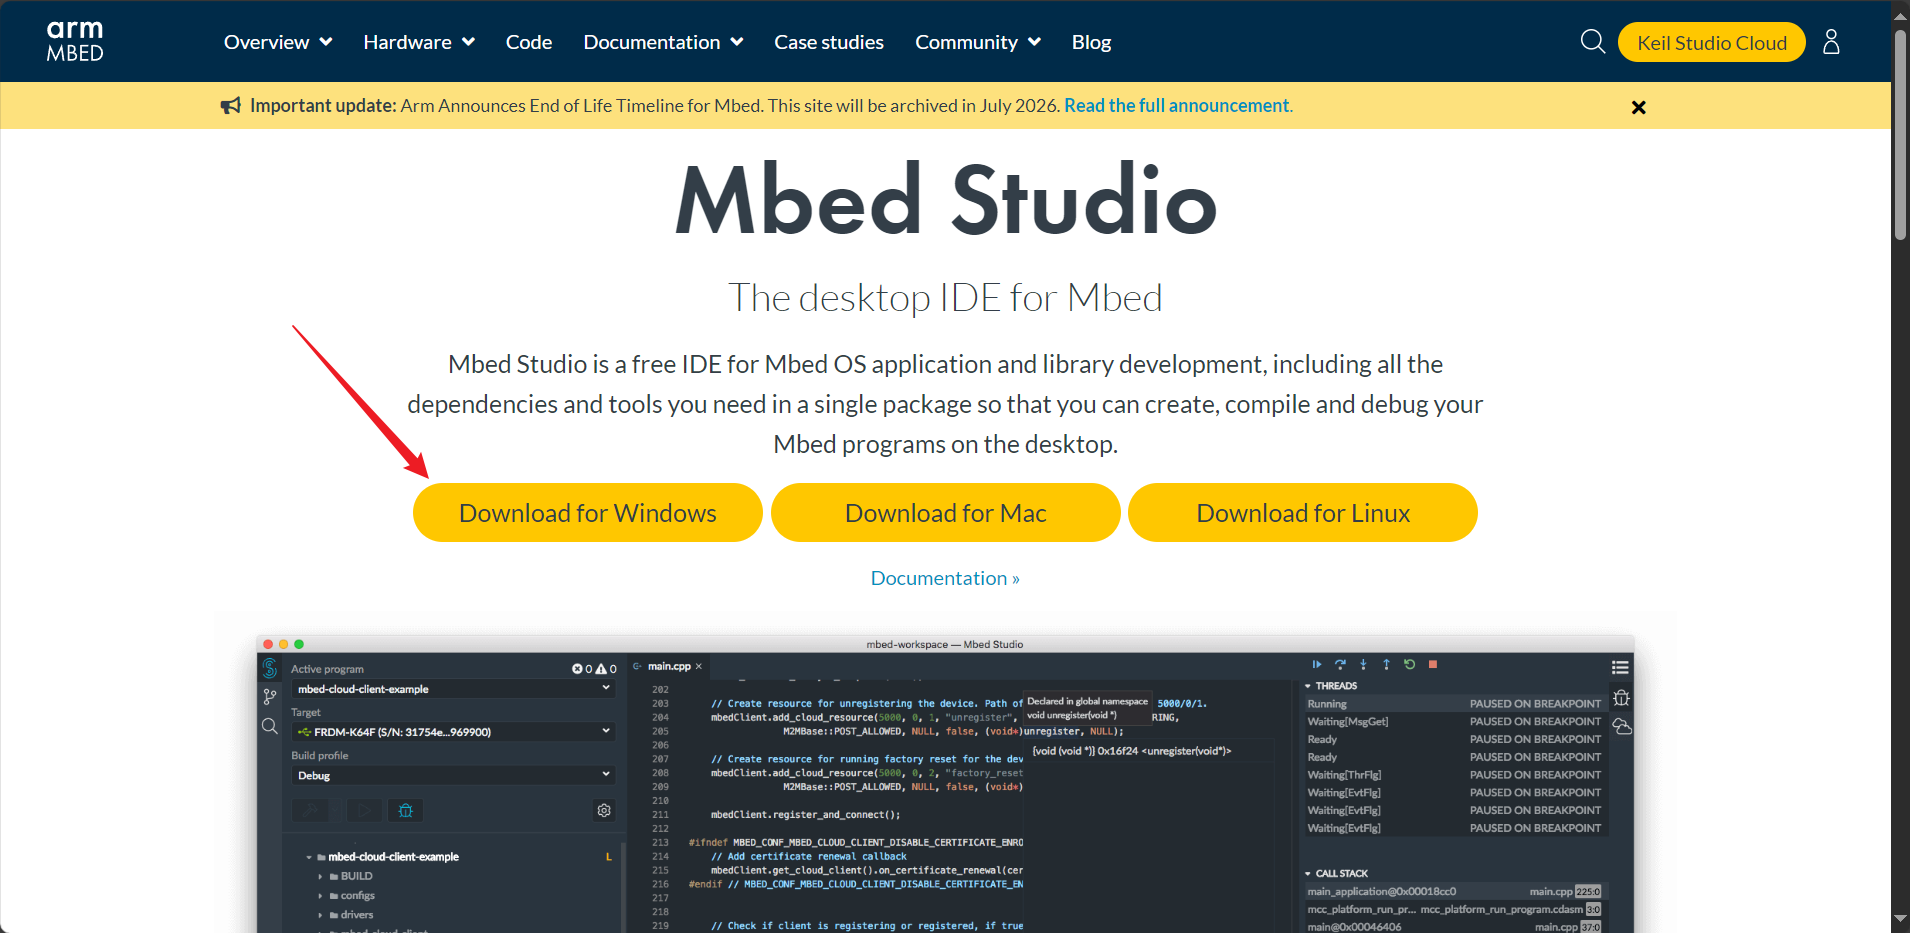 arm
MBED
Overview
Hardware
Code
Documentation
Case studies
Community
Blog
Keil Studio Cloud
Important update: Arm Announces End of Life Timeline for Mbed. This site will be archived in July 2026. Read the full announcement.
Mbed Studio
The desktop IDE for Mbed
Mbed Studio is a free IDE for Mbed OS application and library development, including all the
dependencies and tools you need in a single package so that you can create, compile and debug your
Mbed programs on the desktop.
Download for Windows
Download for Mac
Download for Linux
Documentation »
mbed-workspace — Mbed Studio
Active program
0
0
mbed-cloud-client-example
Target
FRDM-K64F (S/N: 31754e...969900)
Build profile
Debug
mbed-cloud-client-example
L
BUILD
configs
drivers
main.cpp ×
202
203 // Create resource for unregistering the device. Path of 5000/0/1.
204 mbedClient.add_cloud_resource(5000, 0, 1, "unregister", RING,
205 M2MBase::POST_ALLOWED, NULL, false, (void*)unregister, NULL);
206
207 // Create resource for running factory reset for the dev
208 mbedClient.add_cloud_resource(5000, 0, 2, "factory_reset
209 M2MBase::POST_ALLOWED, NULL, false, (void*)
210
211 mbedClient.register_and_connect();
212
213 #ifndef MBED_CONF_MBED_CLOUD_CLIENT_DISABLE_CERTIFICATE_ENRO
214 // Add certificate renewal callback
215 mbedClient.get_cloud_client().on_certificate_renewal(cer
216 #endif // MBED_CONF_MBED_CLOUD_CLIENT_DISABLE_CERTIFICATE_EN
217
218
219 // Check if client is registering or registered, if true
Declared in global namespace
void unregister(void *)
{void (void *)} 0x16f24 <unregister(void*)>
THREADS
Running PAUSED ON BREAKPOINT
Waiting[MsgGet] PAUSED ON BREAKPOINT
Ready PAUSED ON BREAKPOINT
Ready PAUSED ON BREAKPOINT
Waiting[ThrFlg] PAUSED ON BREAKPOINT
Waiting[EvtFlg] PAUSED ON BREAKPOINT
Waiting[EvtFlg] PAUSED ON BREAKPOINT
Waiting[EvtFlg] PAUSED ON BREAKPOINT
CALL STACK
main_application@0x00018cc0 main.cpp 225:0
mcc_platform_run_pr... mcc_platform_run_program.cdasm 3:0
main@0x00046406 main.cpp 37:0